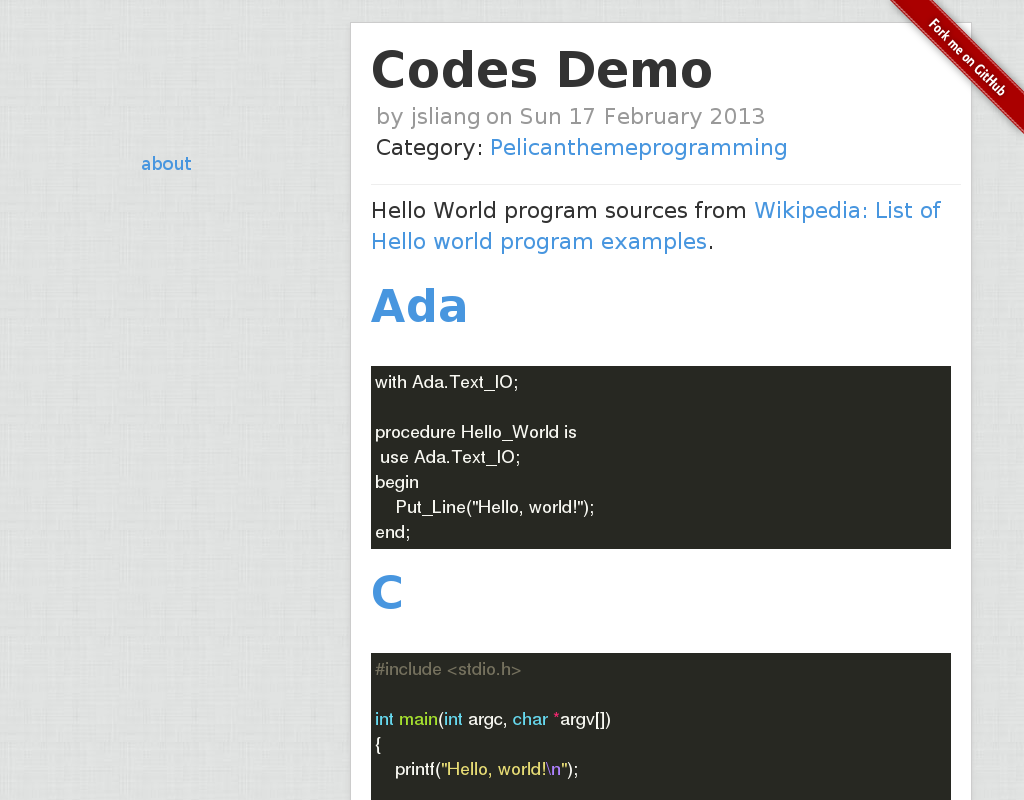 Fork me on GitHub
Codes Demo
by jsliang on Sun 17 February 2013
Category: Pelicanthemeprogramming
about
Hello World program sources from Wikipedia: List of
Hello world program examples.
Ada
with Ada.Text_IO;
procedure Hello_World is
 use Ada.Text_IO;
begin
    Put_Line("Hello, world!");
end;
C
#include <stdio.h>
int main(int argc, char *argv[])
{
    printf("Hello, world!\n");